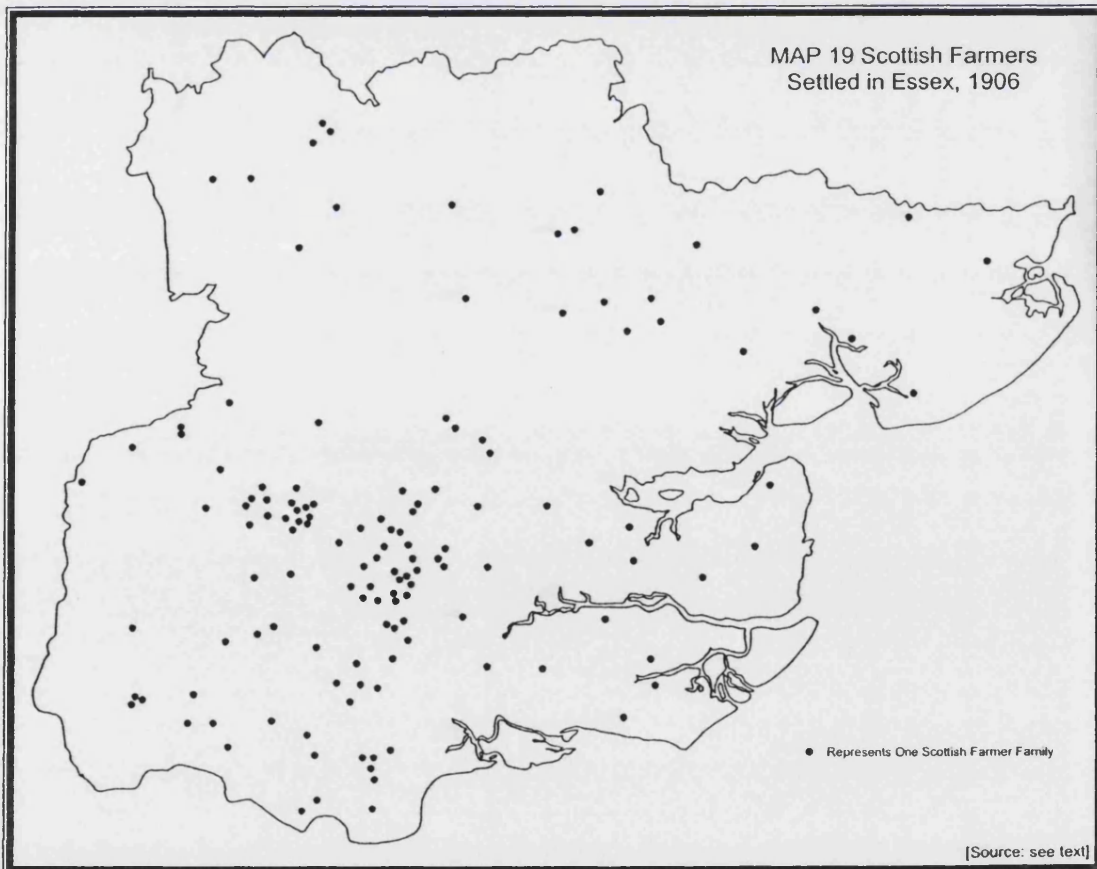 MAP 19 Scottish Farmers
Settled in Essex, 1906
● Represents One Scottish Farmer Family
[Source: see text]